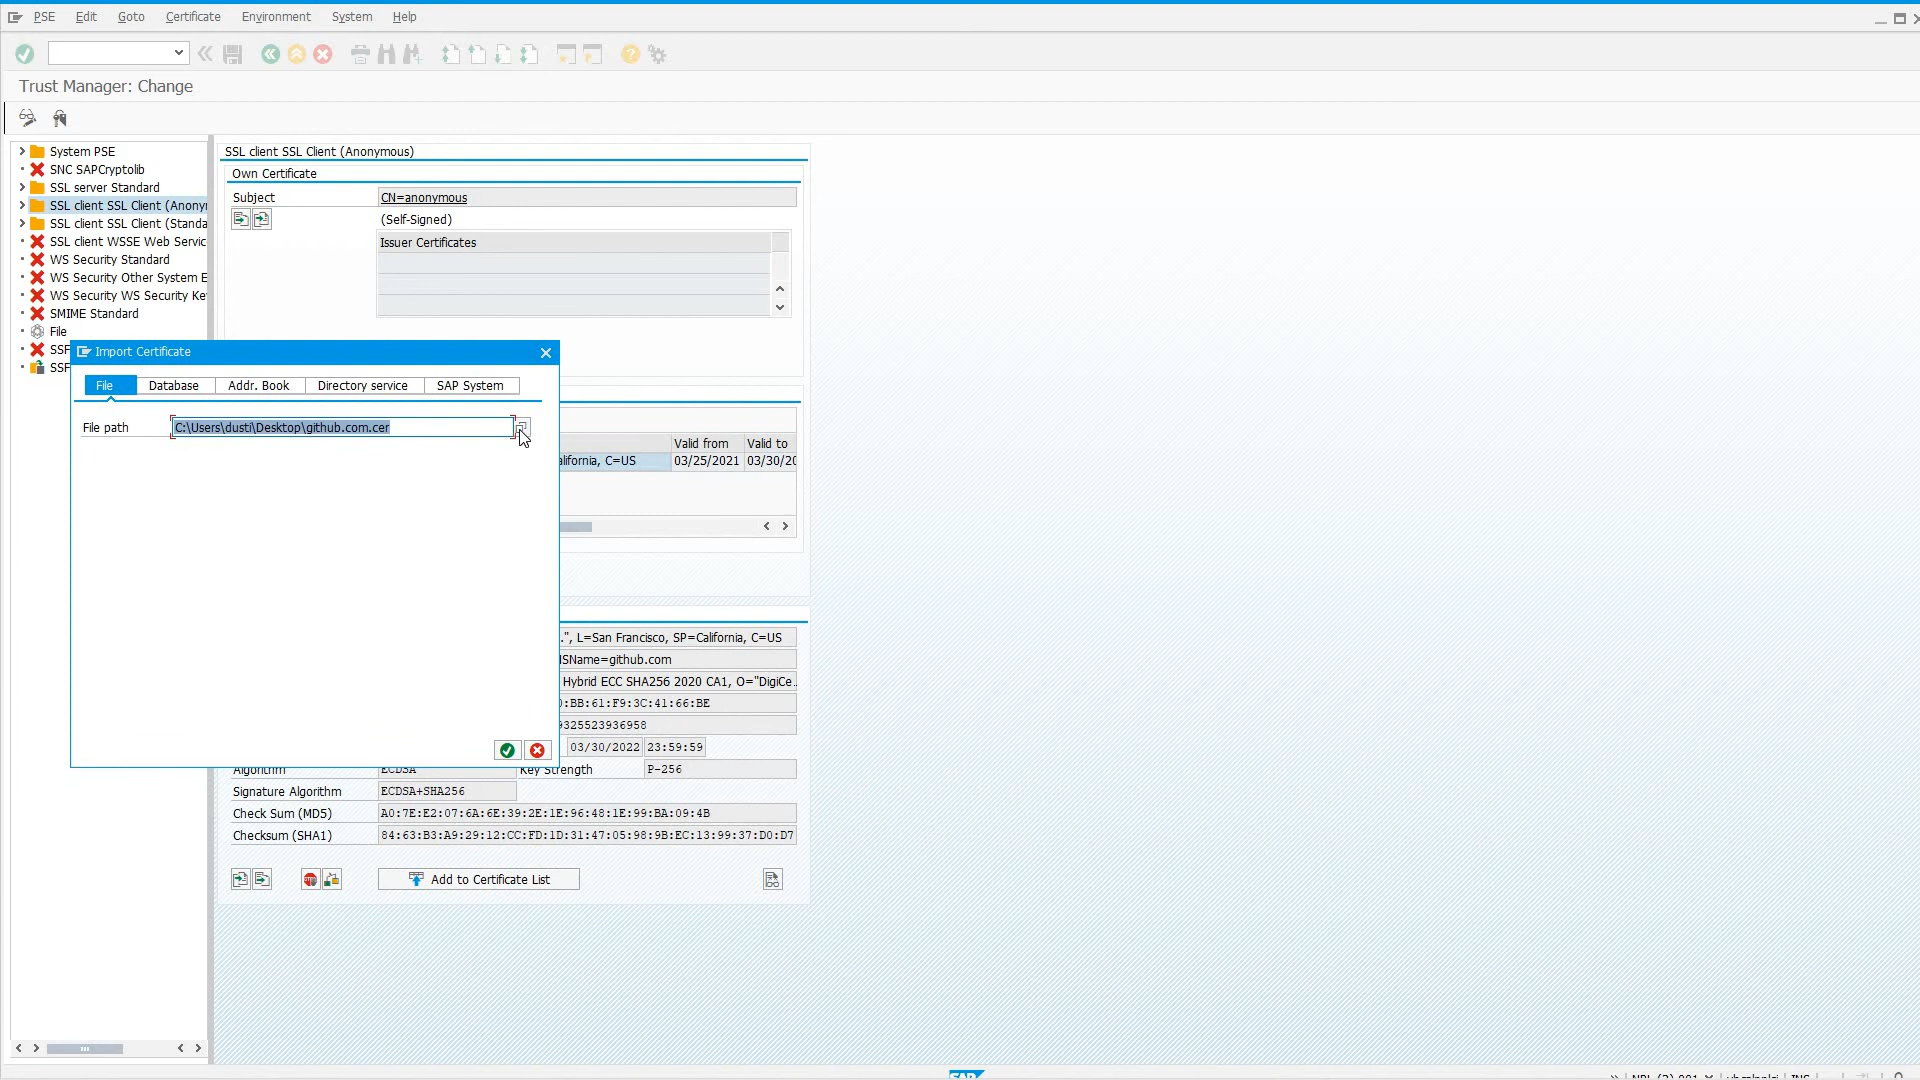 PSE Edit Goto Certificate Environment System Help
Trust Manager: Change
System PSE
SNC SAPCryptolib
SSL server Standard
SSL client SSL Client (Anony
SSL client SSL Client (Standa
SSL client WSSE Web Servic
WS Security Standard
WS Security Other System E
WS Security WS Security Ke
SMIME Standard
File
SSF
SSF
SSL client SSL Client (Anonymous)
Own Certificate
Subject CN=anonymous
(Self-Signed)
Issuer Certificates
Import Certificate
File Database Addr. Book Directory service SAP System
File path C:\Users\dusti\Desktop\github.com.cer
Valid from Valid to
alifornia, C=US 03/25/2021 03/30/20
.", L=San Francisco, SP=California, C=US
SName=github.com
Hybrid ECC SHA256 2020 CA1, O="DigiCe..
:BB:61:F9:3C:41:66:BE
9325523936958
03/30/2022 23:59:59
Algorithm ECDSA Key Strength P-256
Signature Algorithm ECDSA+SHA256
Check Sum (MD5) A0:7E:E2:07:6A:6E:39:2E:1E:96:48:1E:99:BA:09:4B
Checksum (SHA1) 84:63:B3:A9:29:12:CC:FD:1D:31:47:05:98:9B:EC:13:99:37:D0:D7
Add to Certificate List
SAP